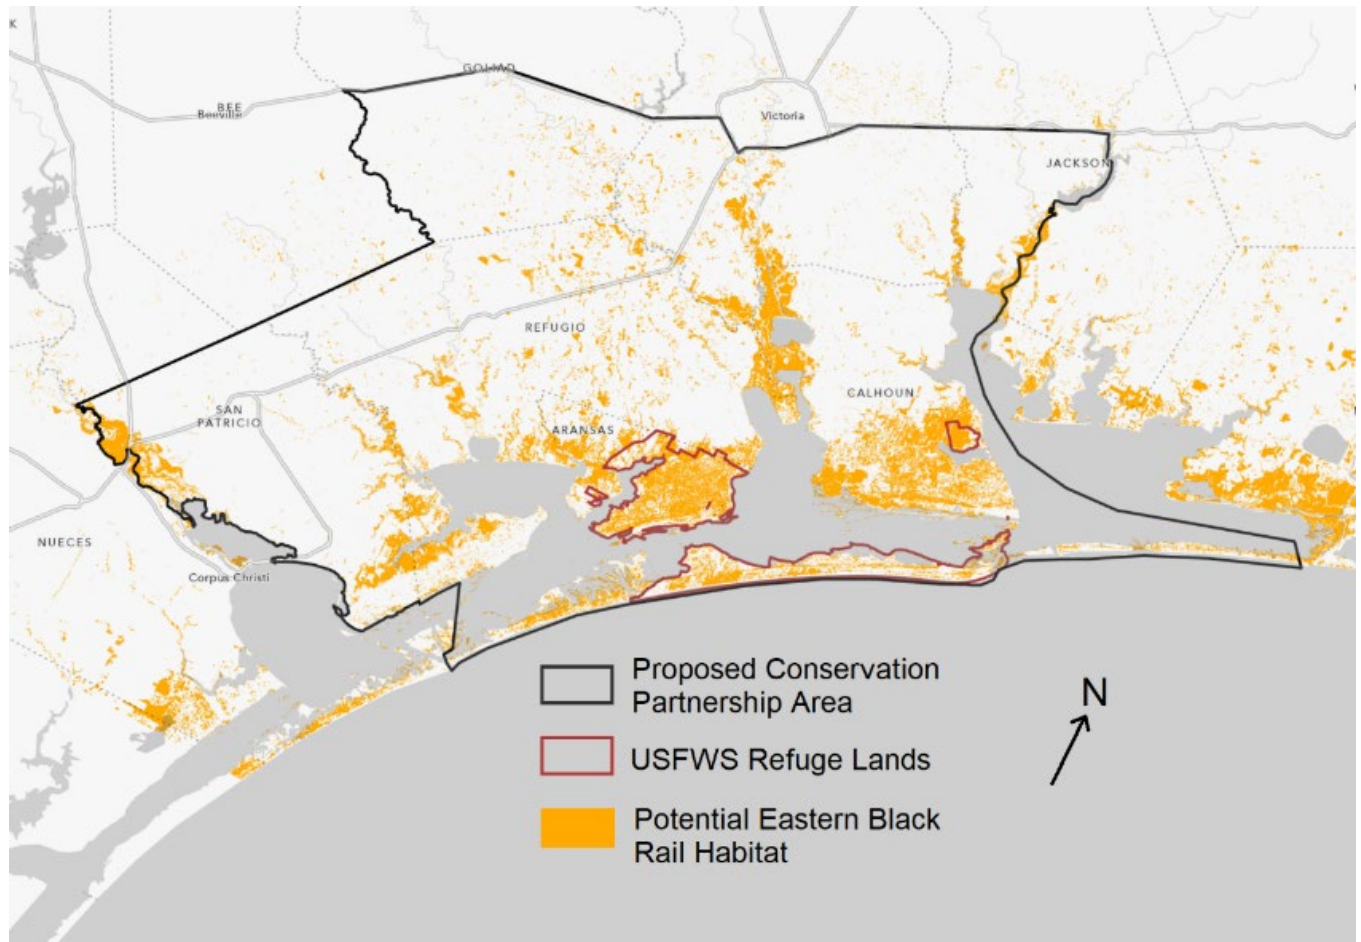 GOLIAD
BEE
Beeville
Victoria
JACKSON
REFUGIO
CALHOUN
SAN
PATRICIO
ARANSAS
NUECES
Corpus Christi
Proposed Conservation
Partnership Area
N
USFWS Refuge Lands
Potential Eastern Black
Rail Habitat